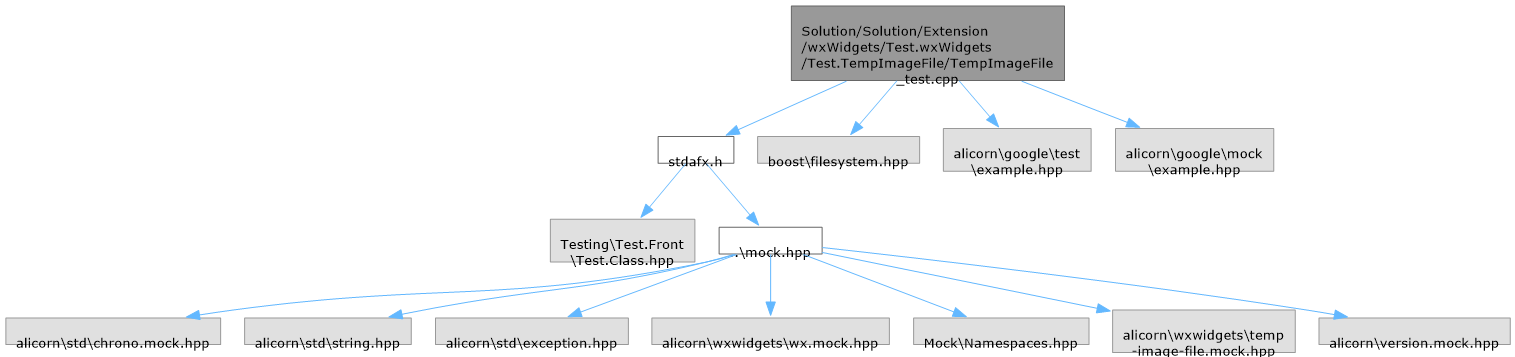 Solution/Solution/Extension
/wxWidgets/Test.wxWidgets
/Test.TempImageFile/TempImageFile
_test.cpp
stdafx.h
boost\filesystem.hpp
alicorn\google\test
\example.hpp
alicorn\google\mock
\example.hpp
Testing\Test.Front
\Test.Class.hpp
.\mock.hpp
alicorn\std\chrono.mock.hpp
alicorn\std\string.hpp
alicorn\std\exception.hpp
alicorn\wxwidgets\wx.mock.hpp
Mock\Namespaces.hpp
alicorn\wxwidgets\temp
-image-file.mock.hpp
alicorn\version.mock.hpp